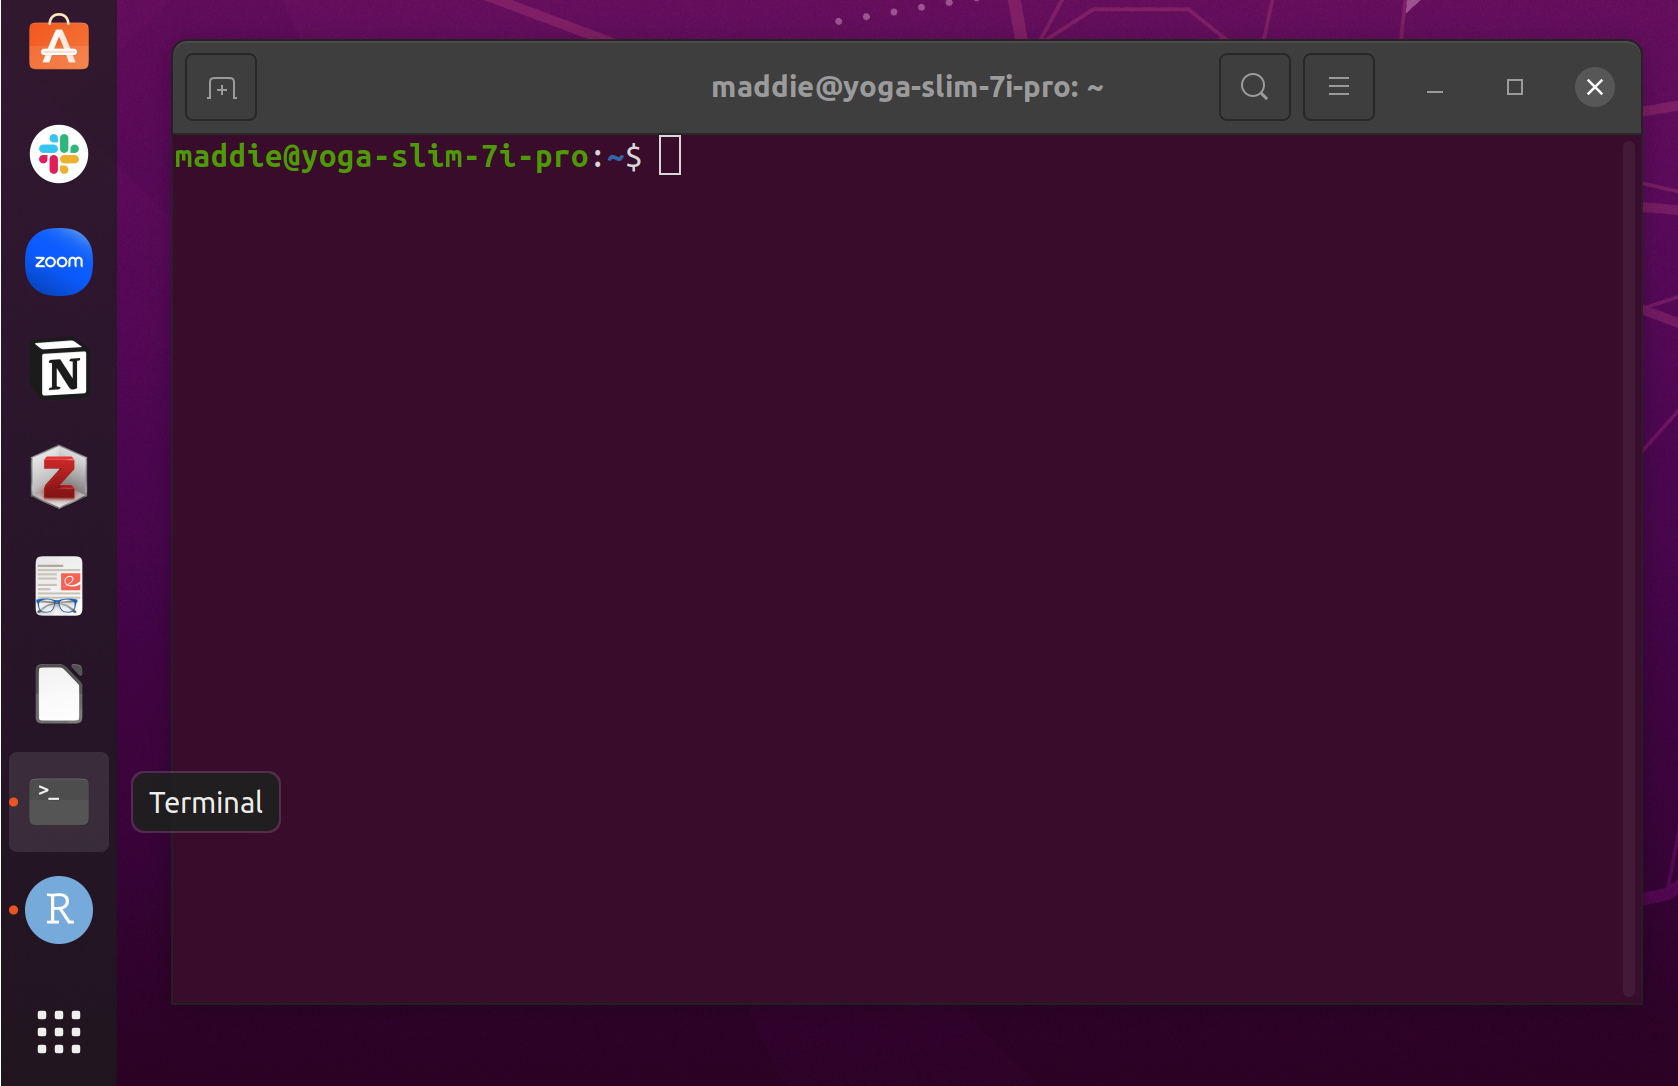 maddie@yoga-slim-7i-pro: ~
maddie@yoga-slim-7i-pro:~$
zoom
N
Z
>_
Terminal
R